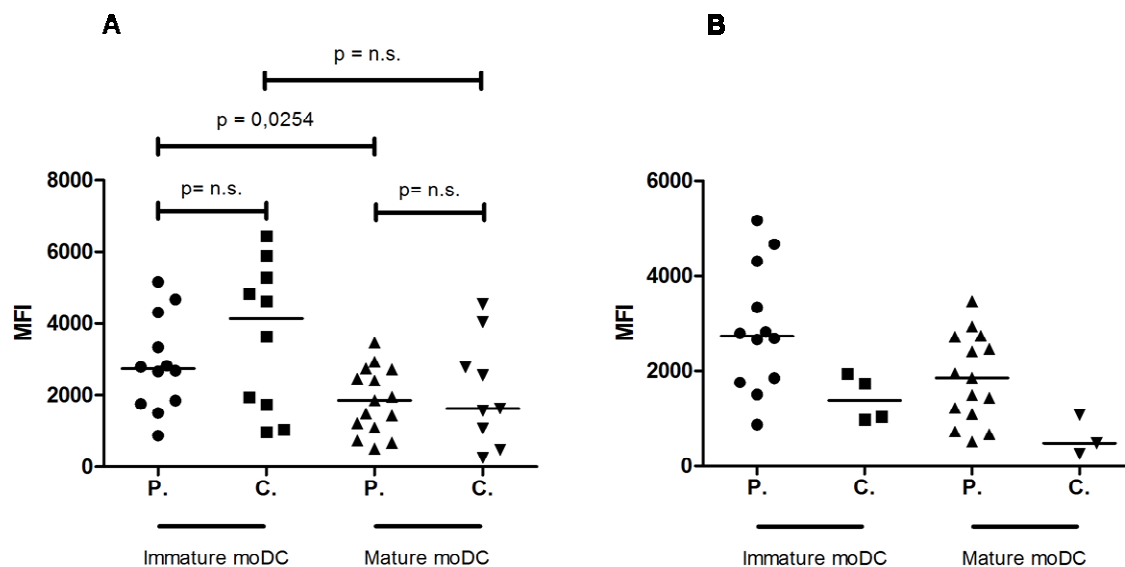 A
p = n.s.
p = 0,0254
p= n.s.
p= n.s.
8000
6000
4000
2000
0
MFI
P. C. P. C.
Immature moDC Mature moDC
B
6000
4000
2000
0
MFI
P. C. P. C.
Immature moDC Mature moDC